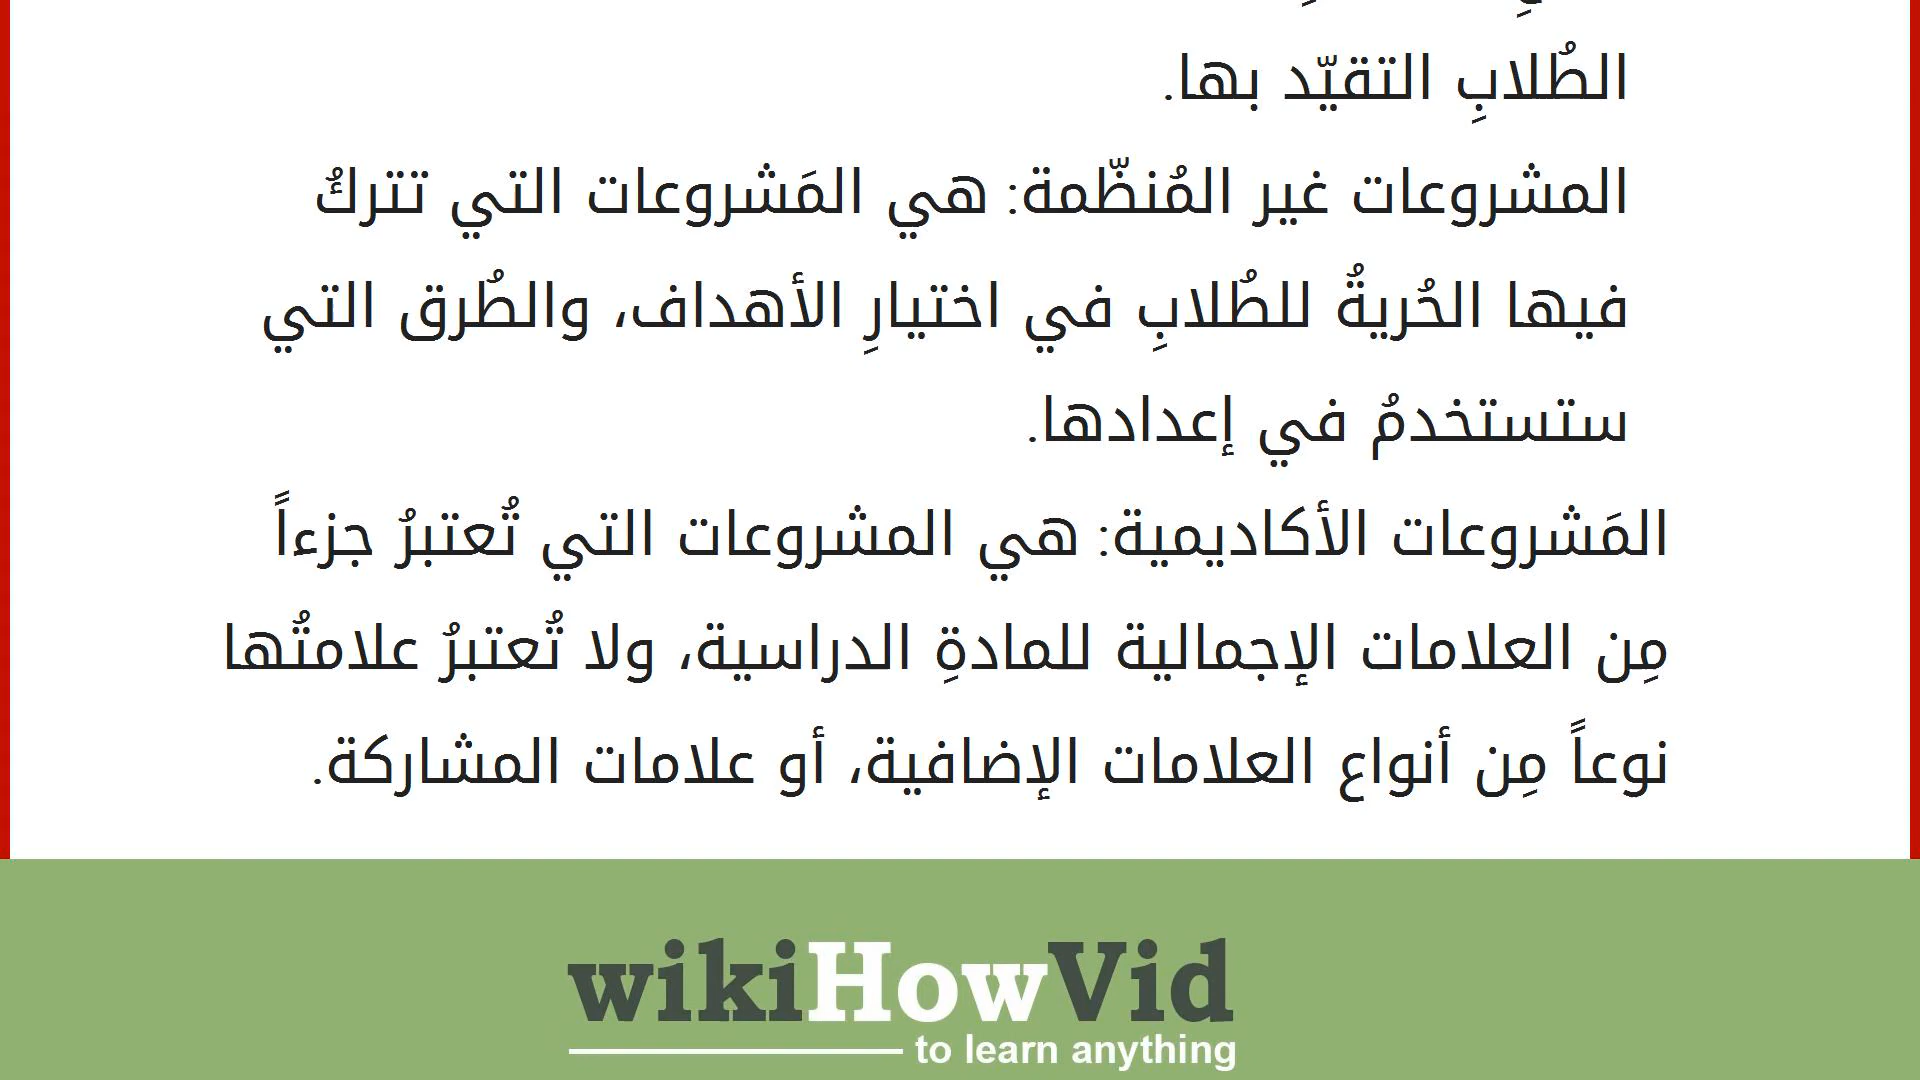 الطُلابِ التقيّد بها.
المشروعات غير المُنظّمة: هي المَشروعات التي تتركُ
فيها الحُريةُ للطُلابِ في اختيارِ الأهداف، والطُرق التي
ستستخدمُ في إعدادها.
المَشروعات الأكاديمية: هي المشروعات التي تُعتبرُ جزءاً
مِن العلامات الإجمالية للمادةِ الدراسية، ولا تُعتبرُ علامتُها
نوعاً مِن أنواع العلامات الإضافية، أو علامات المشاركة.
wikiHowVid
to learn anything